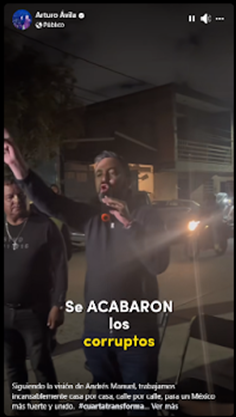 Arturo Ávila
Público
Se ACABARON
los
corruptos
Siguiendo la visión de Andrés Manuel, trabajamos
incansablemente casa por casa, calle por calle, para un México
más fuerte y unido. #cuartatransforma... Ver más